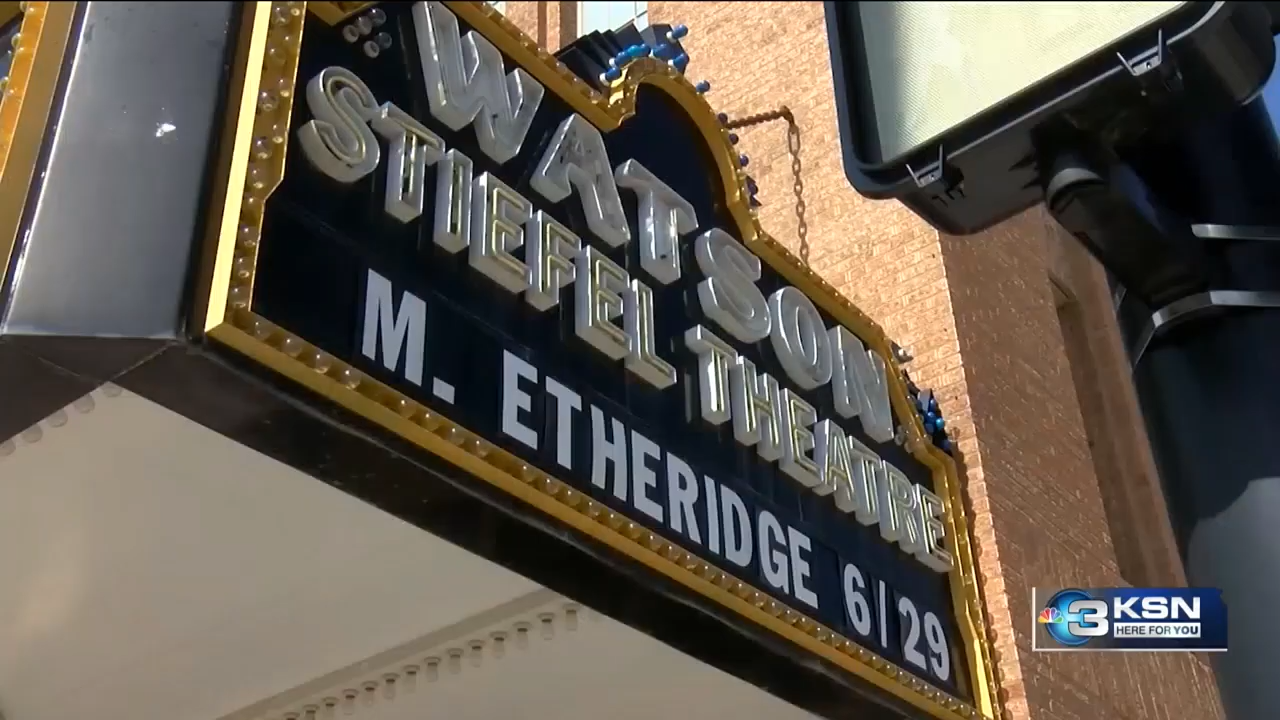 WATSON
STIEFEL THEATRE
M. ETHERIDGE 6/29
3 KSN
HERE FOR YOU